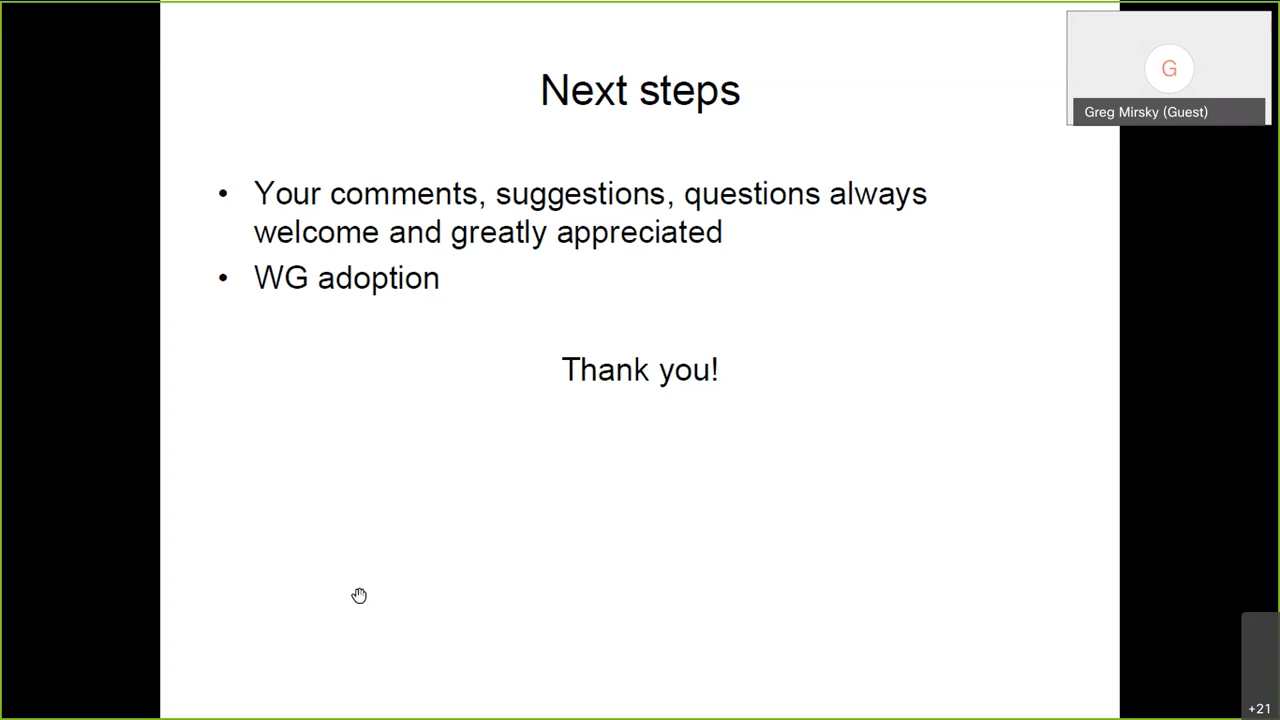 Next steps
G
Greg Mirsky (Guest)
• Your comments, suggestions, questions always
welcome and greatly appreciated
• WG adoption
Thank you!
+21